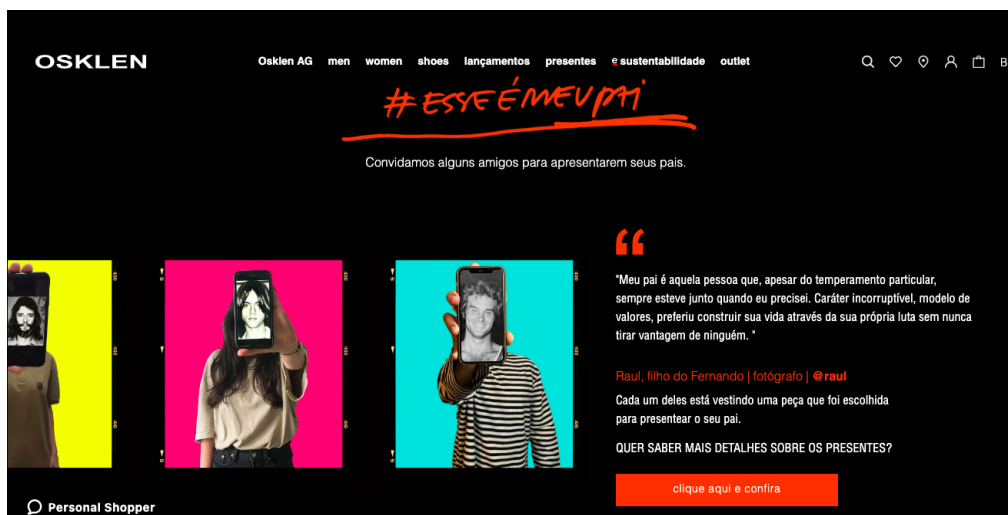 OSKLEN
Osklen AG men women shoes lançamentos presentes e sustentabilidade outlet
B
#ESSEÉMEUPAI
Convidamos alguns amigos para apresentarem seus pais.
"Meu pai é aquela pessoa que, apesar do temperamento particular,
sempre esteve junto quando eu precisei. Caráter incorruptível, modelo de
valores, preferiu construir sua vida através da sua própria luta sem nunca
tirar vantagem de ninguém. "
Raul, filho do Fernando | fotógrafo | @raul
Cada um deles está vestindo uma peça que foi escolhida
para presentear o seu pai.
QUER SABER MAIS DETALHES SOBRE OS PRESENTES?
clique aqui e confira
Personal Shopper